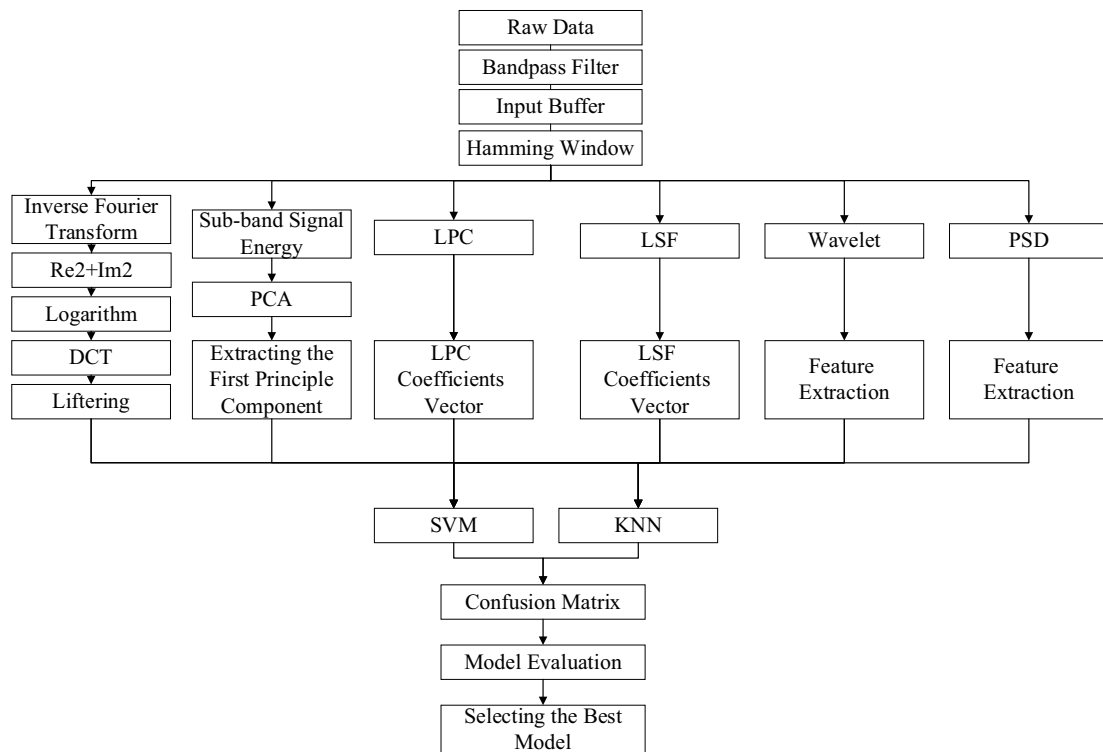 Raw Data
Bandpass Filter
Input Buffer
Hamming Window
Inverse Fourier
Transform
Re2+Im2
Logarithm
DCT
Liftering
Sub-band Signal
Energy
PCA
Extracting the
First Principle
Component
LPC
LPC
Coefficients
Vector
LSF
LSF
Coefficients
Vector
Wavelet
Feature
Extraction
PSD
Feature
Extraction
SVM
KNN
Confusion Matrix
Model Evaluation
Selecting the Best
Model